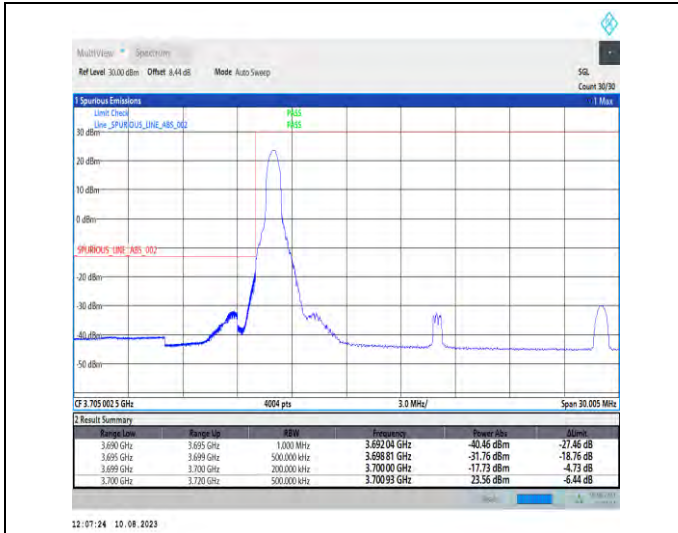 MultiView Spectrum
Ref Level 30.00 dBm Offset 8.44 dB Mode Auto Sweep SGL
Count 30/30
1 Spurious Emissions 1 Max
Limit Check PASS
Line _SPURIOUS_LINE_ABS_002 PASS
30 dBm
20 dBm
10 dBm
0 dBm
SPURIOUS_LINE_ABS_002
-20 dBm
-30 dBm
-40 dBm
-50 dBm
CF 3.705 002 5 GHz 4004 pts 3.0 MHz/ Span 30.005 MHz
2 Result Summary
Range Low Range Up RBW Frequency Power Abs ΔLimit
3.690 GHz 3.695 GHz 1.000 MHz 3.692 04 GHz -40.46 dBm -27.46 dB
3.695 GHz 3.699 GHz 500.000 kHz 3.698 81 GHz -31.76 dBm -18.76 dB
3.699 GHz 3.700 GHz 200.000 kHz 3.700 00 GHz -17.73 dBm -4.73 dB
3.700 GHz 3.720 GHz 500.000 kHz 3.700 93 GHz 23.56 dBm -6.44 dB
12:07:24 10.08.2023